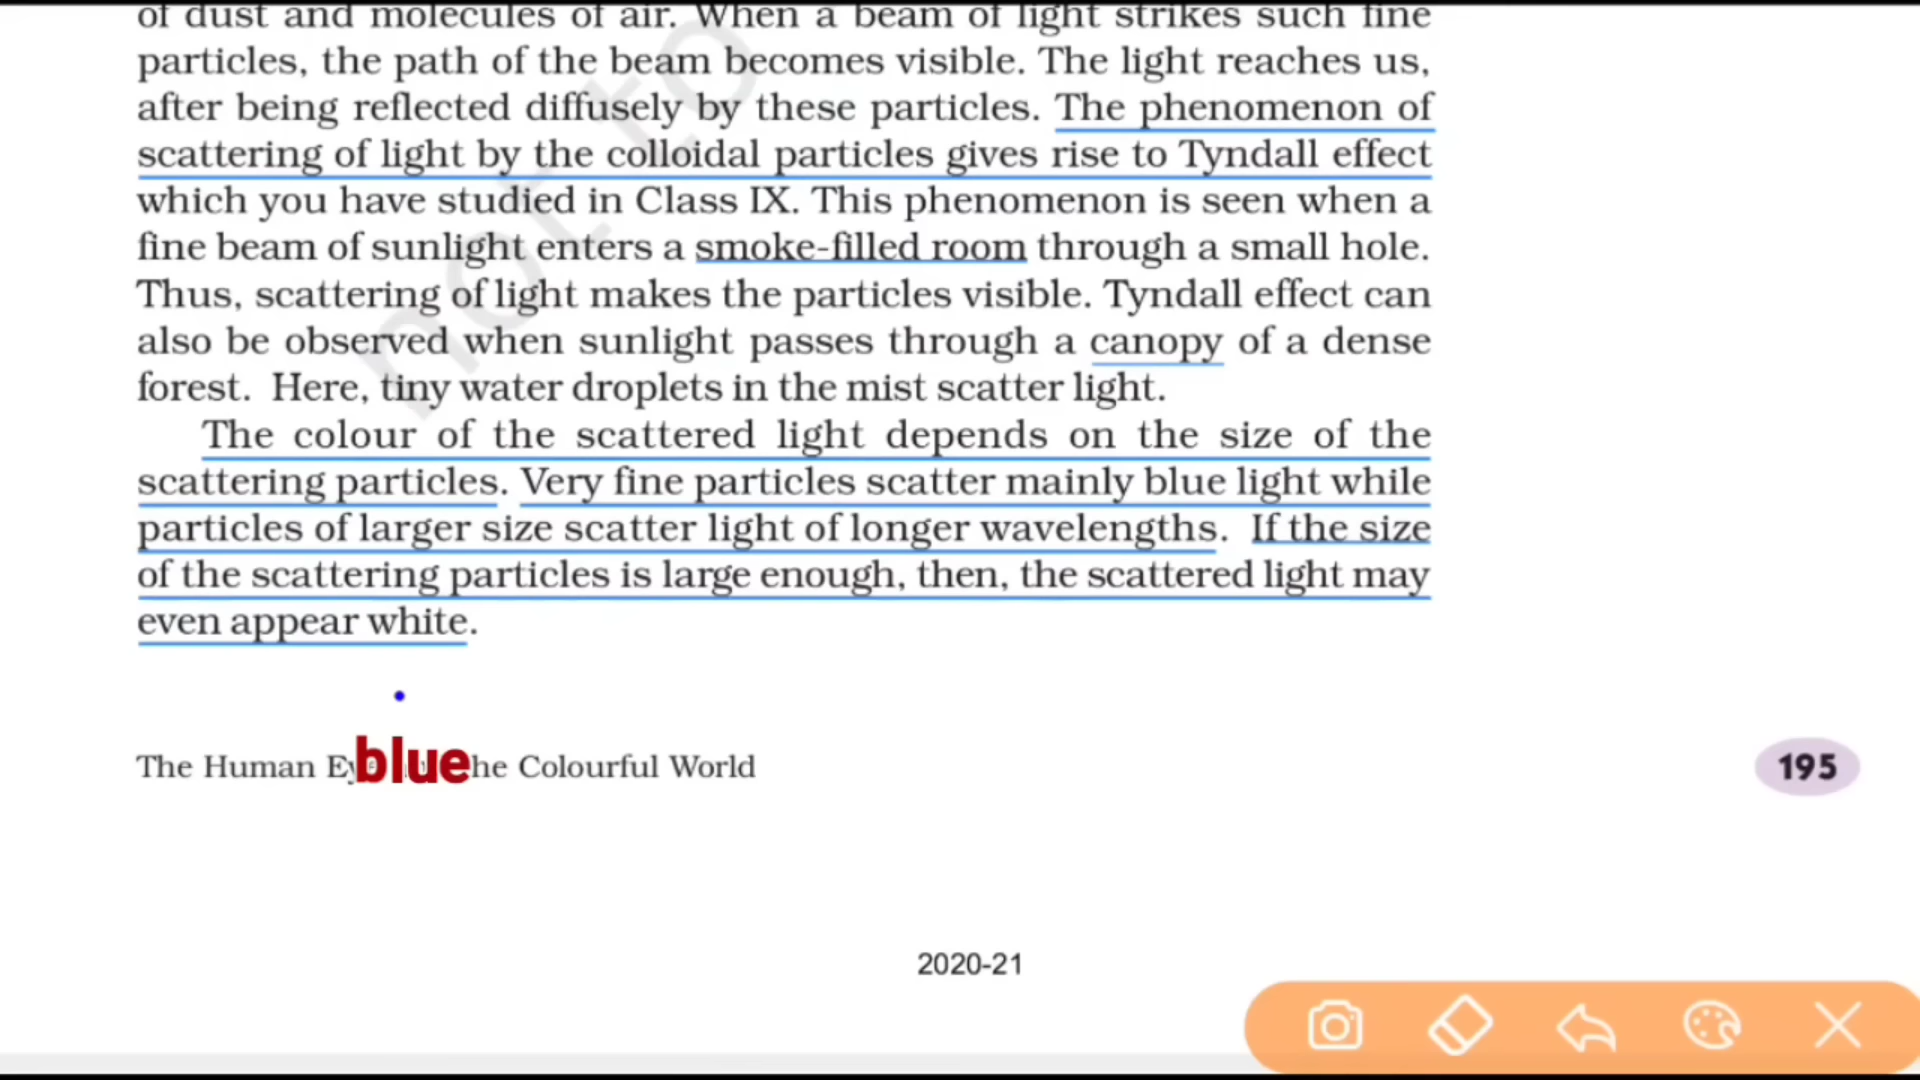 of dust and molecules of air. When a beam of light strikes such fine
particles, the path of the beam becomes visible. The light reaches us,
after being reflected diffusely by these particles. The phenomenon of
scattering of light by the colloidal particles gives rise to Tyndall effect
which you have studied in Class IX. This phenomenon is seen when a
fine beam of sunlight enters a smoke-filled room through a small hole.
Thus, scattering of light makes the particles visible. Tyndall effect can
also be observed when sunlight passes through a canopy of a dense
forest. Here, tiny water droplets in the mist scatter light.
The colour of the scattered light depends on the size of the
scattering particles. Very fine particles scatter mainly blue light while
particles of larger size scatter light of longer wavelengths. If the size
of the scattering particles is large enough, then, the scattered light may
even appear white.
blue
The Human he Colourful World
195
2020-21
not to